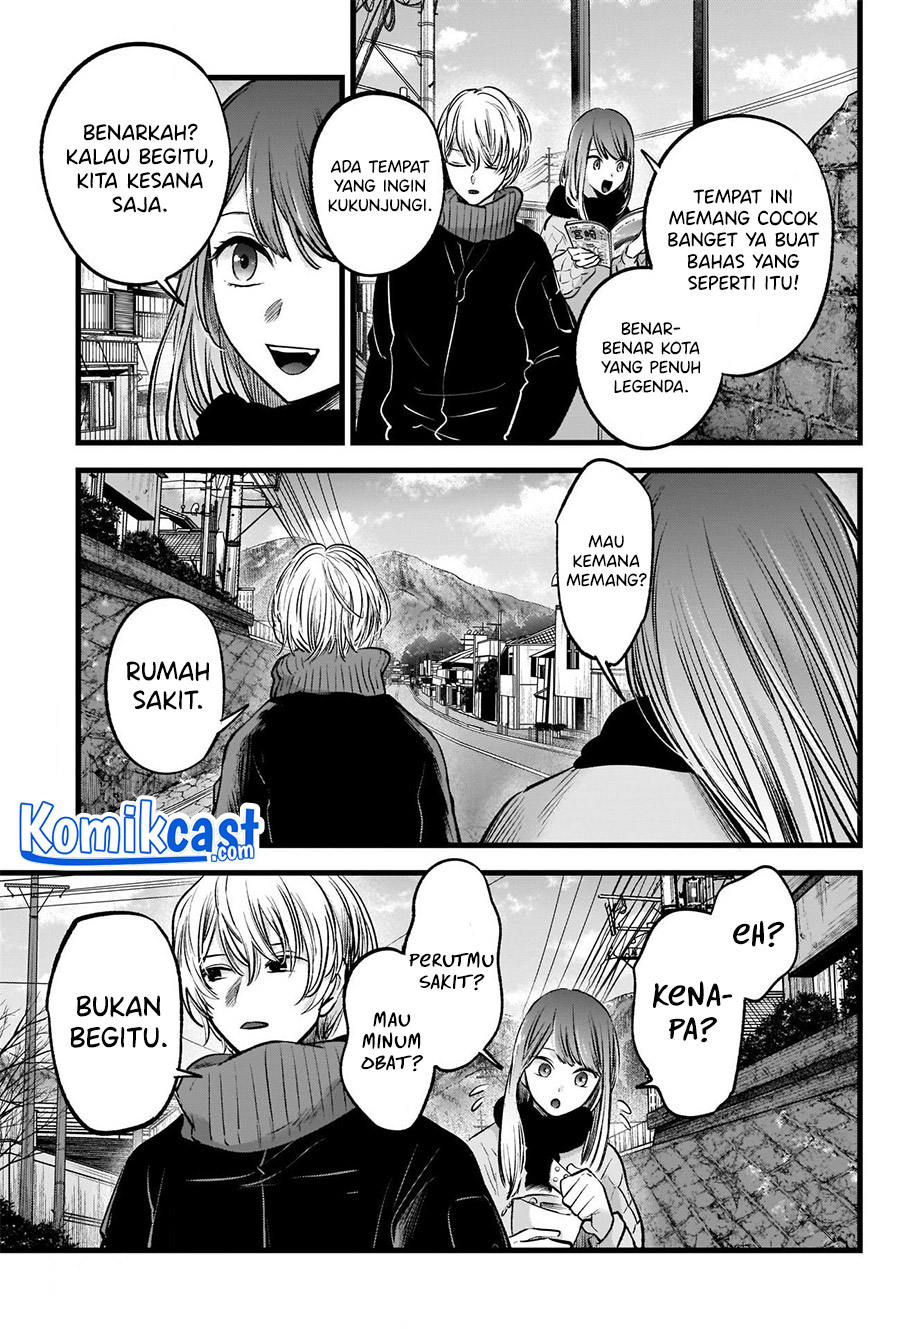 TEMPAT INI
MEMANG COCOK
BANGET YA BUAT
BAHAS YANG
SEPERTI ITU!
BENAR-
BENAR KOTA
YANG PENUH
LEGENDA.
ADA TEMPAT
YANG INGIN
KUKUNJUNGI.
BENARKAH?
KALAU BEGITU,
KITA KESANA
SAJA.
MAU
KEMANA
MEMANG?
RUMAH
SAKIT.
Komikcast
.com
EH?
KENA-
PA?
PERUTMU
SAKIT?
MAU
MINUM
OBAT?
BUKAN
BEGITU.